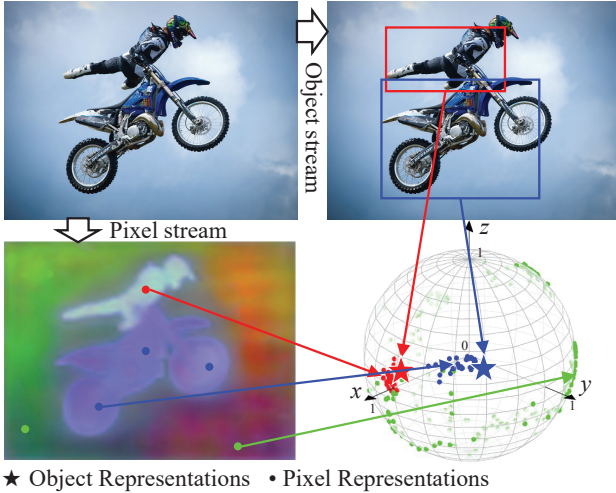 Object stream
Pixel stream
z
1
0
x
1
y
1
★ Object Representations • Pixel Representations